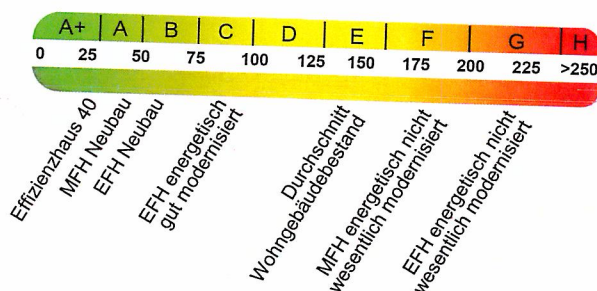 A+ A B C D E F G H
0 25 50 75 100 125 150 175 200 225 >250
Effizienzhaus 40
MFH Neubau
EFH Neubau
EFH energetisch
gut modernisiert
Durchschnitt
Wohngebäudebestand
MFH energetisch nicht
wesentlich modernisiert
EFH energetisch nicht
wesentlich modernisiert